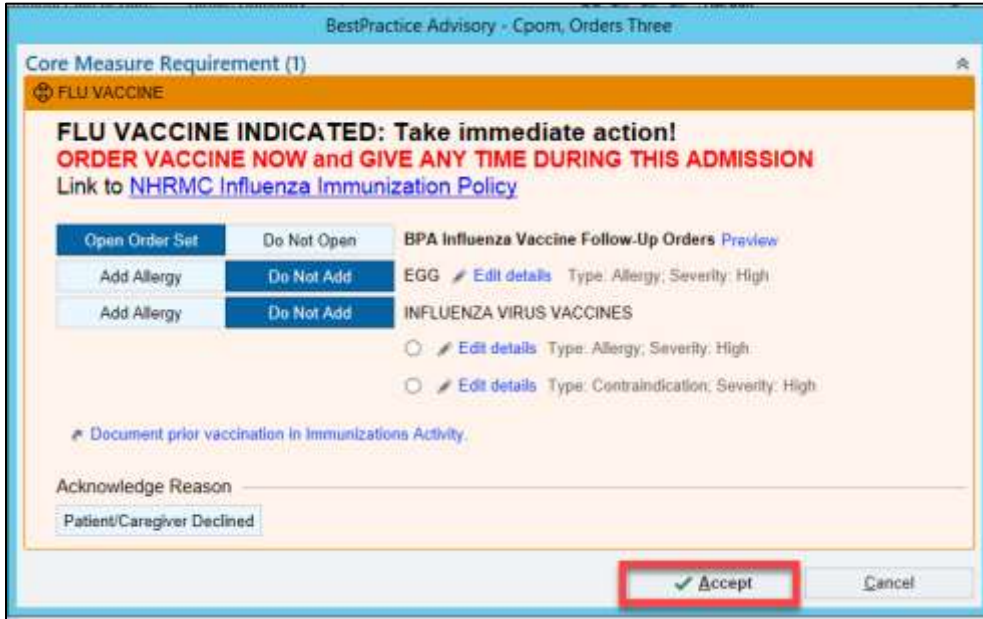 BestPractice Advisory - Cpom, Orders Three
Core Measure Requirement (1)
FLU VACCINE
FLU VACCINE INDICATED: Take immediate action!
ORDER VACCINE NOW and GIVE ANY TIME DURING THIS ADMISSION
Link to NHRMC Influenza Immunization Policy
Open Order Set Do Not Open BPA Influenza Vaccine Follow-Up Orders Preview
Add Allergy Do Not Add EGG Edit details Type: Allergy; Severity: High
Add Allergy Do Not Add INFLUENZA VIRUS VACCINES
Edit details Type: Allergy; Severity: High
Edit details Type: Contraindication; Severity: High
Document prior vaccination in Immunizations Activity.
Acknowledge Reason
Patient/Caregiver Declined
Accept Cancel